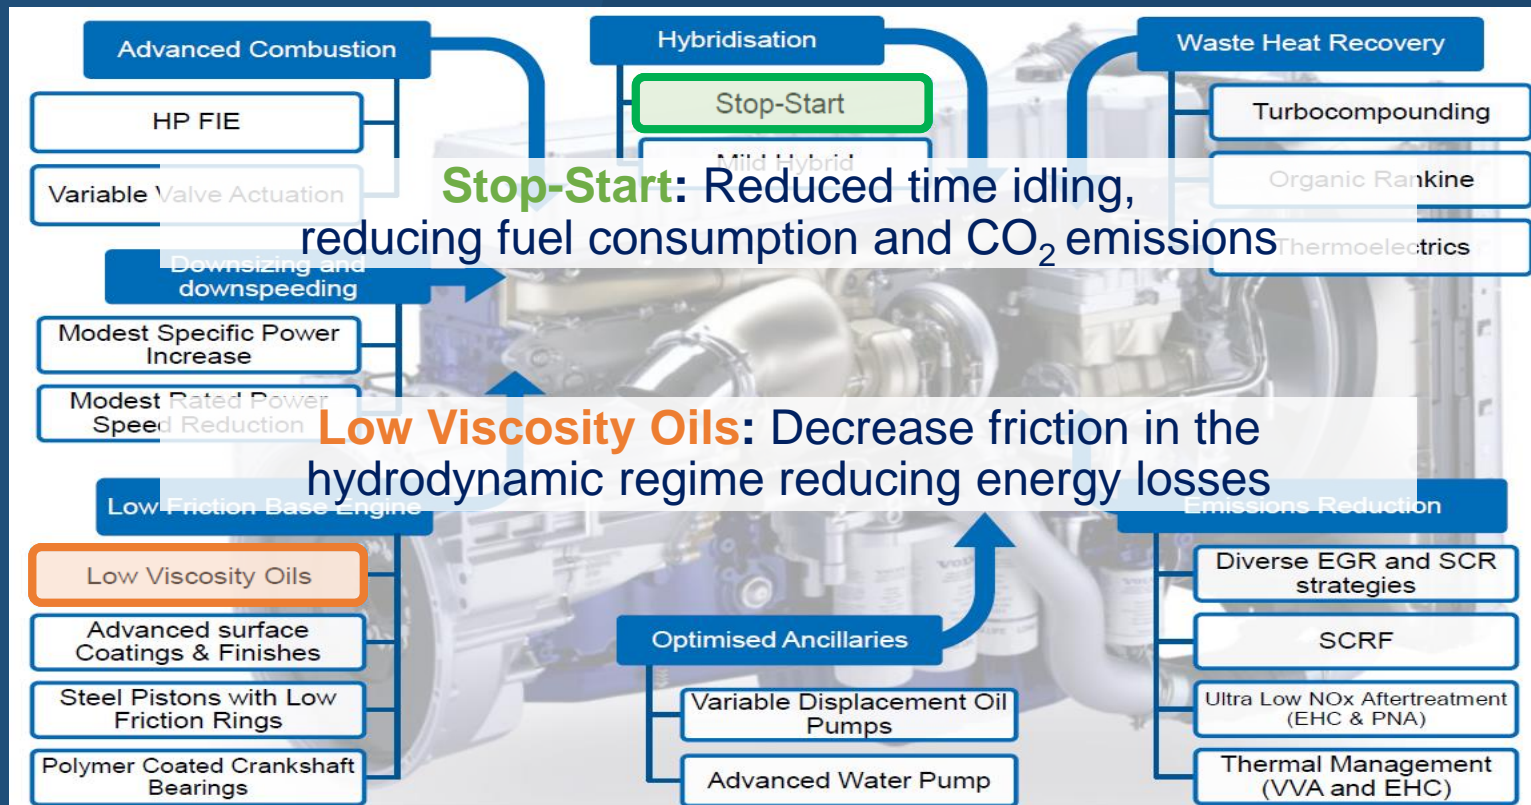 Advanced Combustion
HP FIE
Variable Valve Actuation
Hybridisation
Stop-Start
Mild Hybrid
Waste Heat Recovery
Turbocompounding
Organic Rankine
Thermoelectrics
Stop-Start: Reduced time idling,
reducing fuel consumption and CO₂ emissions
Downsizing and
downspeeding
Modest Specific Power
Increase
Modest Rated Power
Speed Reduction
Low Viscosity Oils: Decrease friction in the
hydrodynamic regime reducing energy losses
Low Friction Base Engine
Low Viscosity Oils
Advanced surface
Coatings & Finishes
Steel Pistons with Low
Friction Rings
Polymer Coated Crankshaft
Bearings
Optimised Ancillaries
Variable Displacement Oil
Pumps
Advanced Water Pump
Emissions Reduction
Diverse EGR and SCR
strategies
SCRF
Ultra Low NOx Aftertreatment
(EHC & PNA)
Thermal Management
(VVA and EHC)